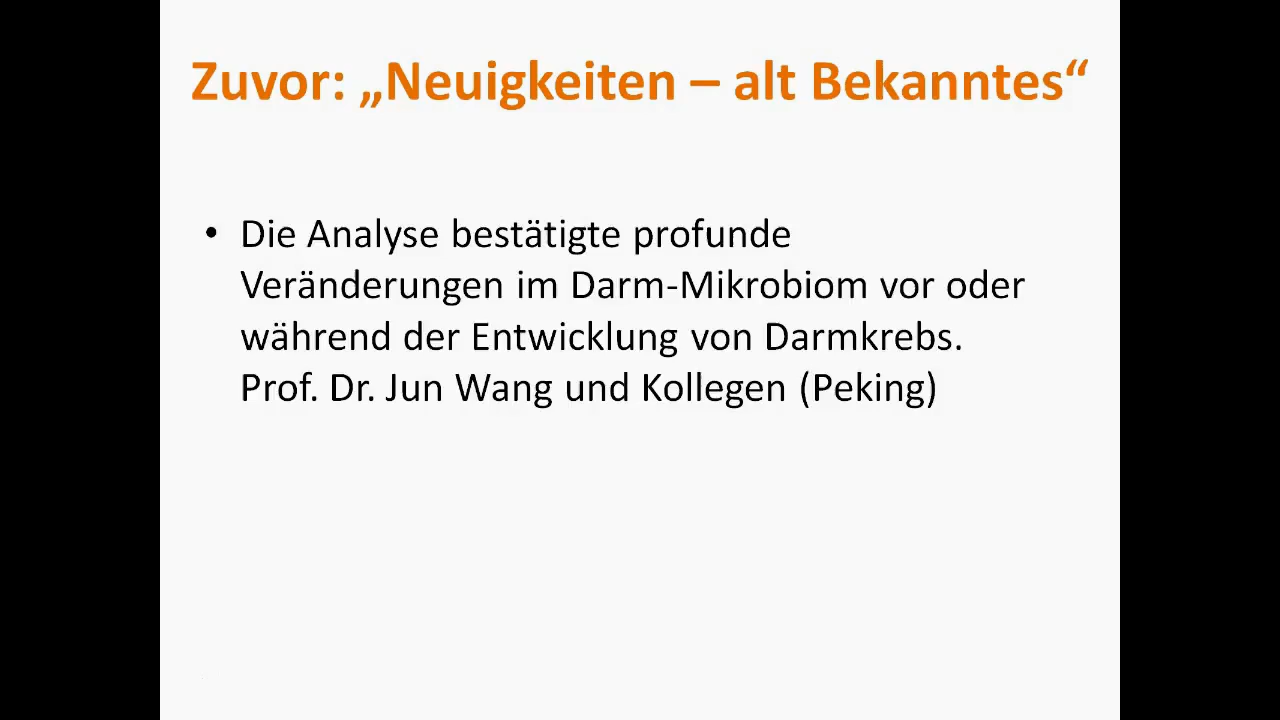 Zuvor: „Neuigkeiten – alt Bekanntes“
• Die Analyse bestätigte profunde
Veränderungen im Darm-Mikrobiom vor oder
während der Entwicklung von Darmkrebs.
Prof. Dr. Jun Wang und Kollegen (Peking)